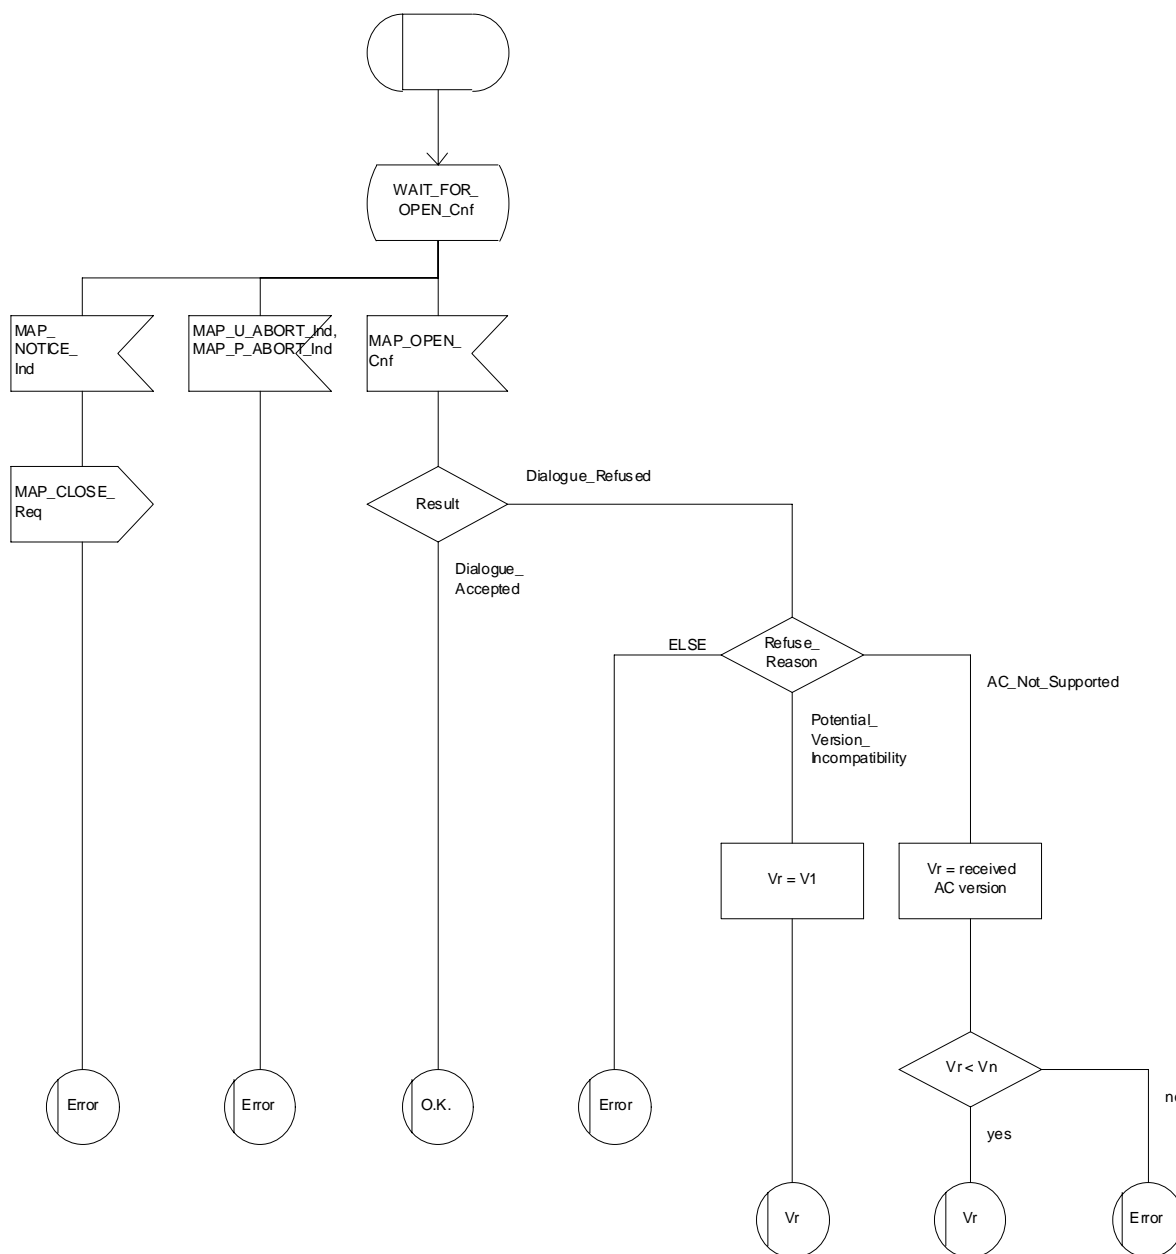 WAIT_FOR_
OPEN_Cnf
MAP_
NOTICE_
Ind
MAP_U_ABORT_Ind,
MAP_P_ABORT_Ind
MAP_OPEN_
Cnf
MAP_CLOSE_
Req
Result
Dialogue_Refused
Dialogue_
Accepted
ELSE
Refuse_
Reason
AC_Not_Supported
Potential_
Version_
Incompatibility
Vr = V1
Vr = received
AC version
Vr < Vn
no
yes
Error
Error
O.K.
Error
Vr
Vr
Error